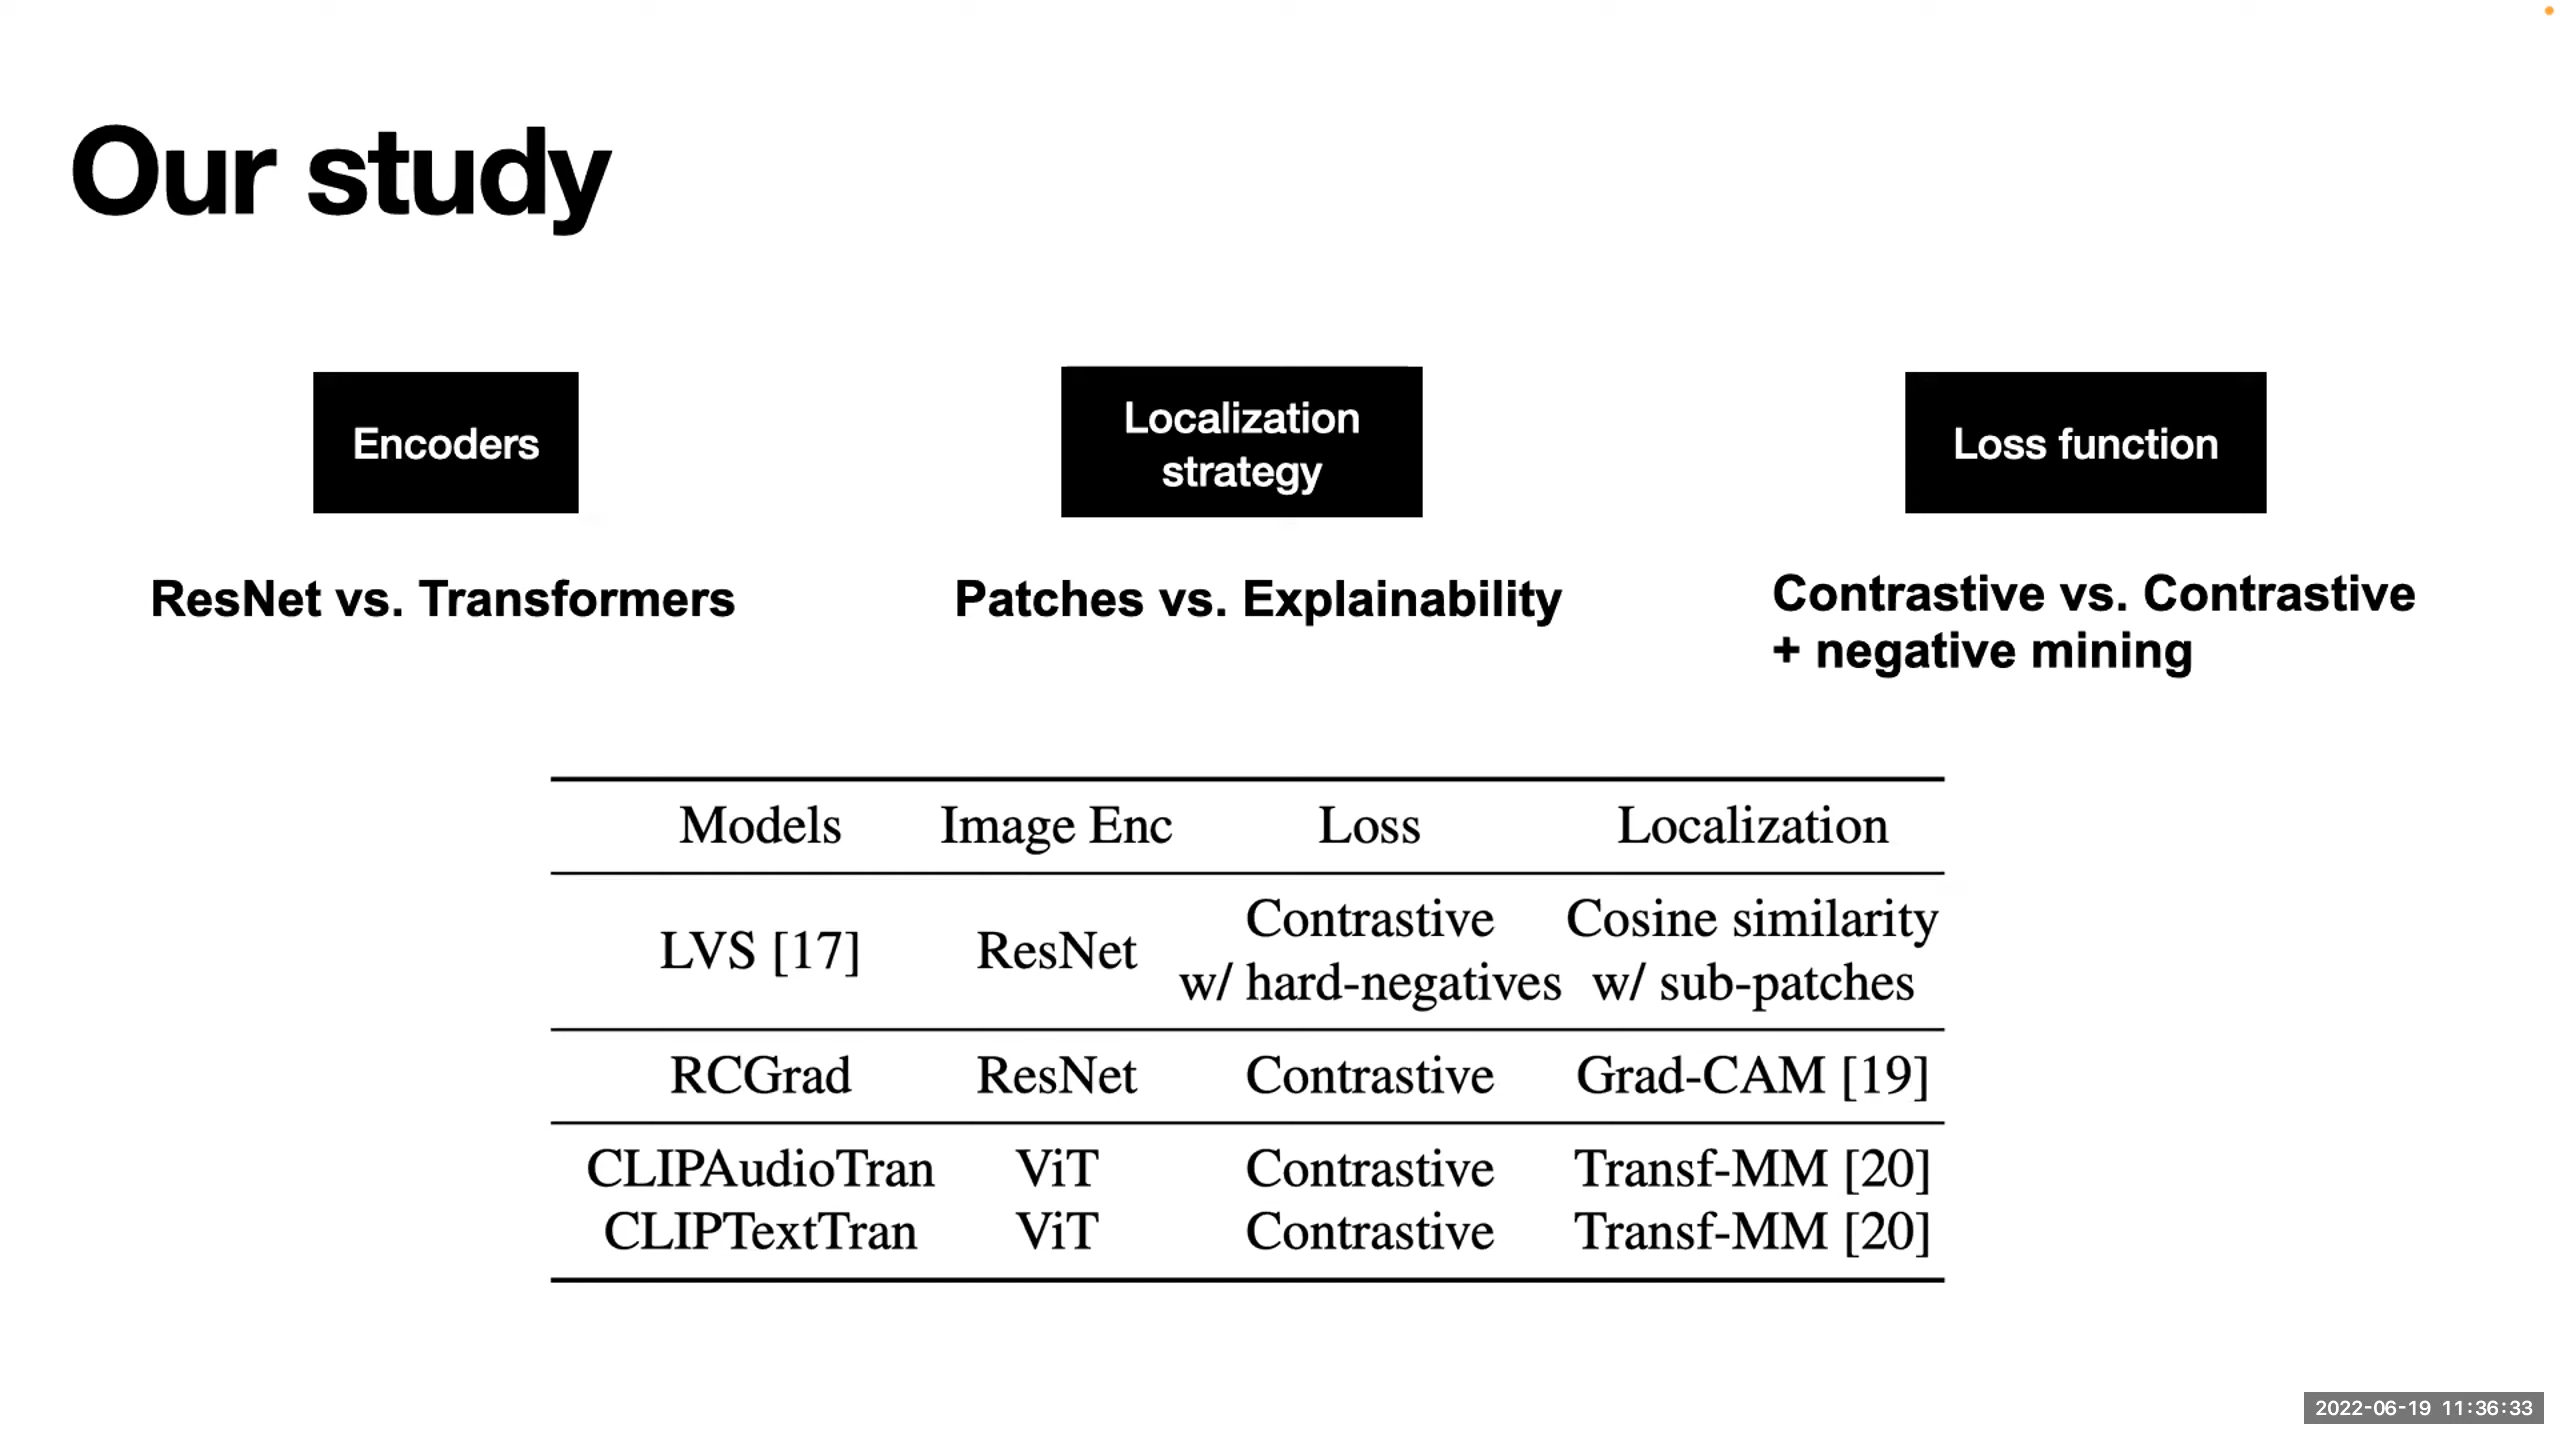 Our study
Encoders
Localization
strategy
Loss function
ResNet vs. Transformers
Patches vs. Explainability
Contrastive vs. Contrastive
+ negative mining
Models Image Enc Loss Localization
LVS [17] ResNet Contrastive w/ hard-negatives Cosine similarity w/ sub-patches
RCGrad ResNet Contrastive Grad-CAM [19]
CLIPAudioTran ViT Contrastive Transf-MM [20]
CLIPTextTran ViT Contrastive Transf-MM [20]
2022-06-19 11:36:33